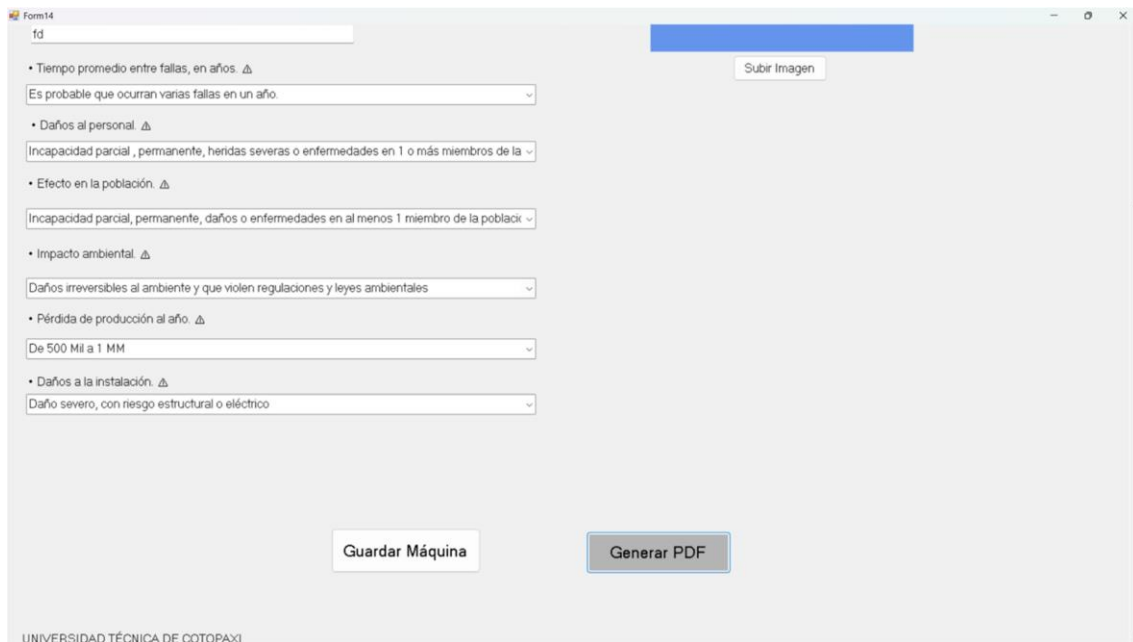 Form14
fd
Subir Imagen
• Tiempo promedio entre fallas, en años. ⚠
Es probable que ocurran varias fallas en un año.
• Daños al personal. ⚠
Incapacidad parcial , permanente, heridas severas o enfermedades en 1 o más miembros de la
• Efecto en la población. ⚠
Incapacidad parcial, permanente, daños o enfermedades en al menos 1 miembro de la població
• Impacto ambiental. ⚠
Daños irreversibles al ambiente y que violen regulaciones y leyes ambientales
• Pérdida de producción al año. ⚠
De 500 Mil a 1 MM
• Daños a la instalación. ⚠
Daño severo, con riesgo estructural o eléctrico
Guardar Máquina
Generar PDF
UNIVERSIDAD TÉCNICA DE COTOPAXI